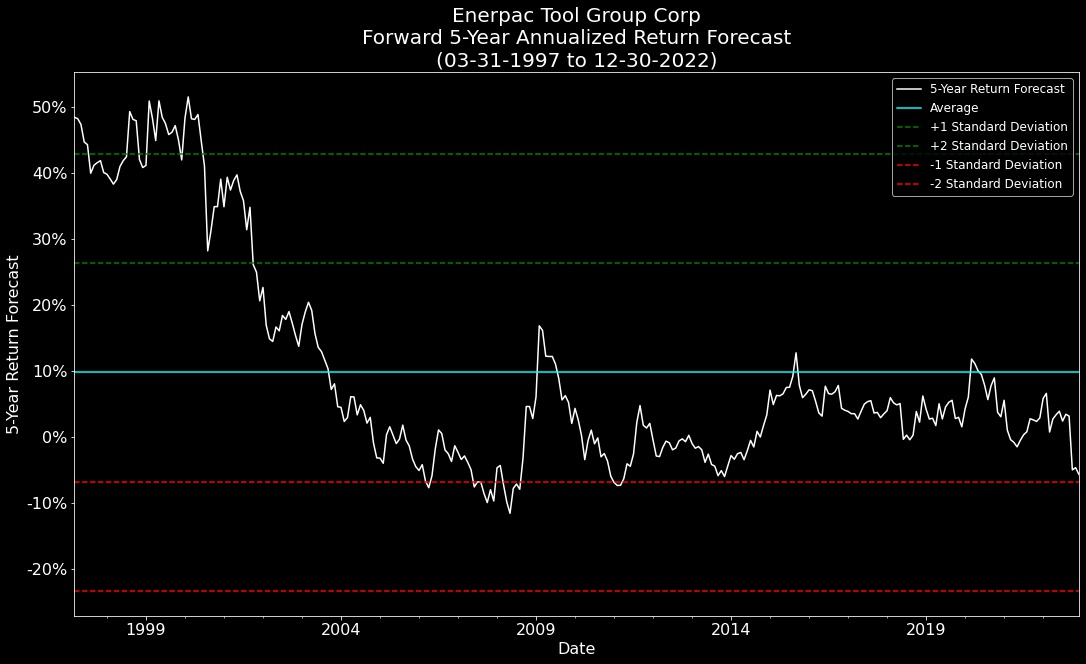 Enerpac Tool Group Corp
Forward 5-Year Annualized Return Forecast
(03-31-1997 to 12-30-2022)
5-Year Return Forecast
Average
+1 Standard Deviation
+2 Standard Deviation
-1 Standard Deviation
-2 Standard Deviation
5-Year Return Forecast
50%
40%
30%
20%
10%
0%
-10%
-20%
1999
2004
2009
2014
2019
Date